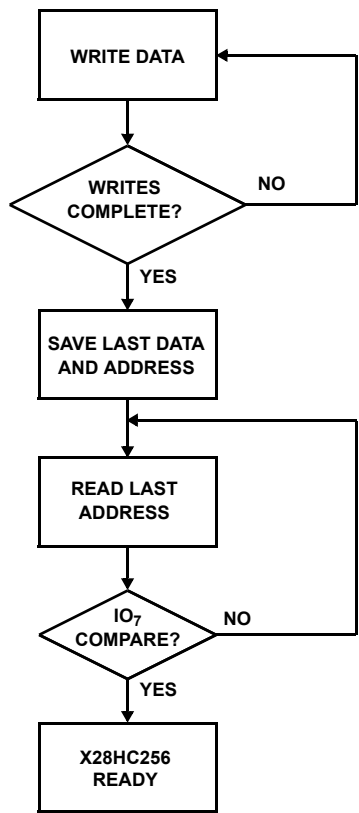 WRITE DATA
WRITES
COMPLETE?
NO
YES
SAVE LAST DATA
AND ADDRESS
READ LAST
ADDRESS
IO₇
COMPARE?
NO
YES
X28HC256
READY